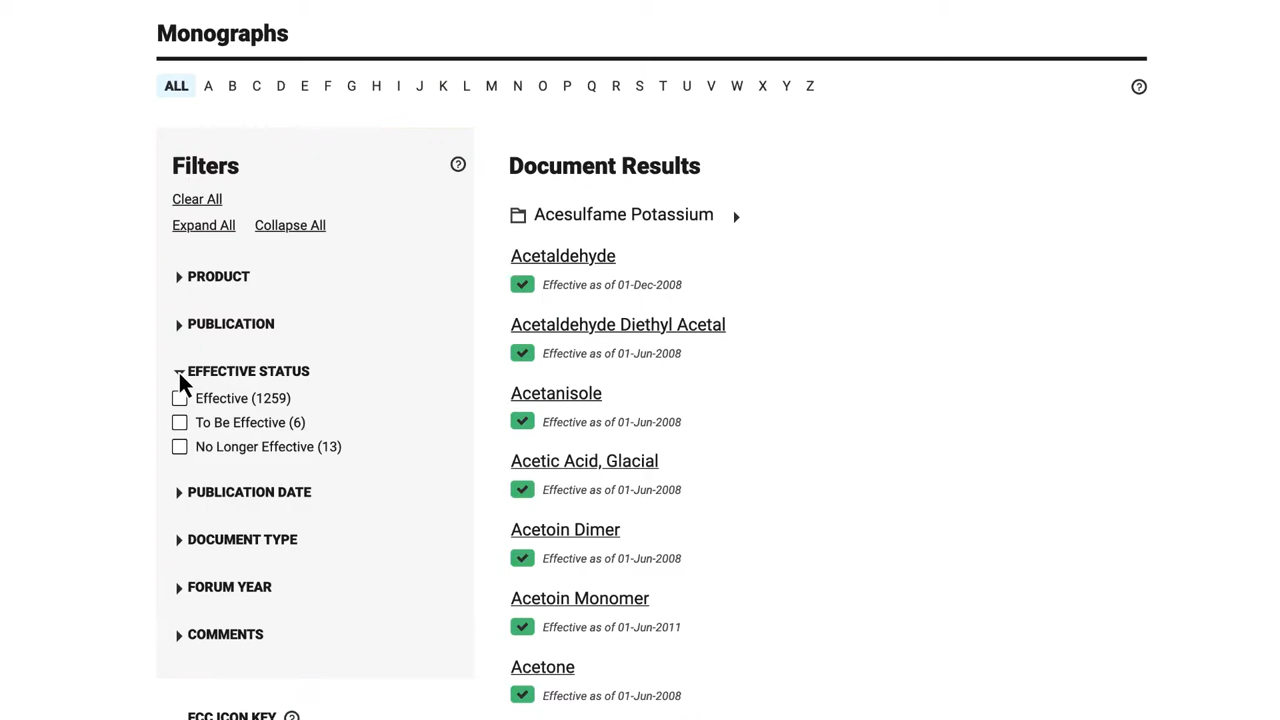 Monographs
ALL A B C D E F G H I J K L M N O P Q R S T U V W X Y Z ?
Filters ?
Clear All
Expand All Collapse All
PRODUCT
PUBLICATION
EFFECTIVE STATUS
Effective (1259)
To Be Effective (6)
No Longer Effective (13)
PUBLICATION DATE
DOCUMENT TYPE
FORUM YEAR
COMMENTS
FCC ICON KEY ?
Document Results
Acesulfame Potassium
Acetaldehyde
Effective as of 01-Dec-2008
Acetaldehyde Diethyl Acetal
Effective as of 01-Jun-2008
Acetanisole
Effective as of 01-Jun-2008
Acetic Acid, Glacial
Effective as of 01-Jun-2008
Acetoin Dimer
Effective as of 01-Jun-2008
Acetoin Monomer
Effective as of 01-Jun-2011
Acetone
Effective as of 01-Jun-2008